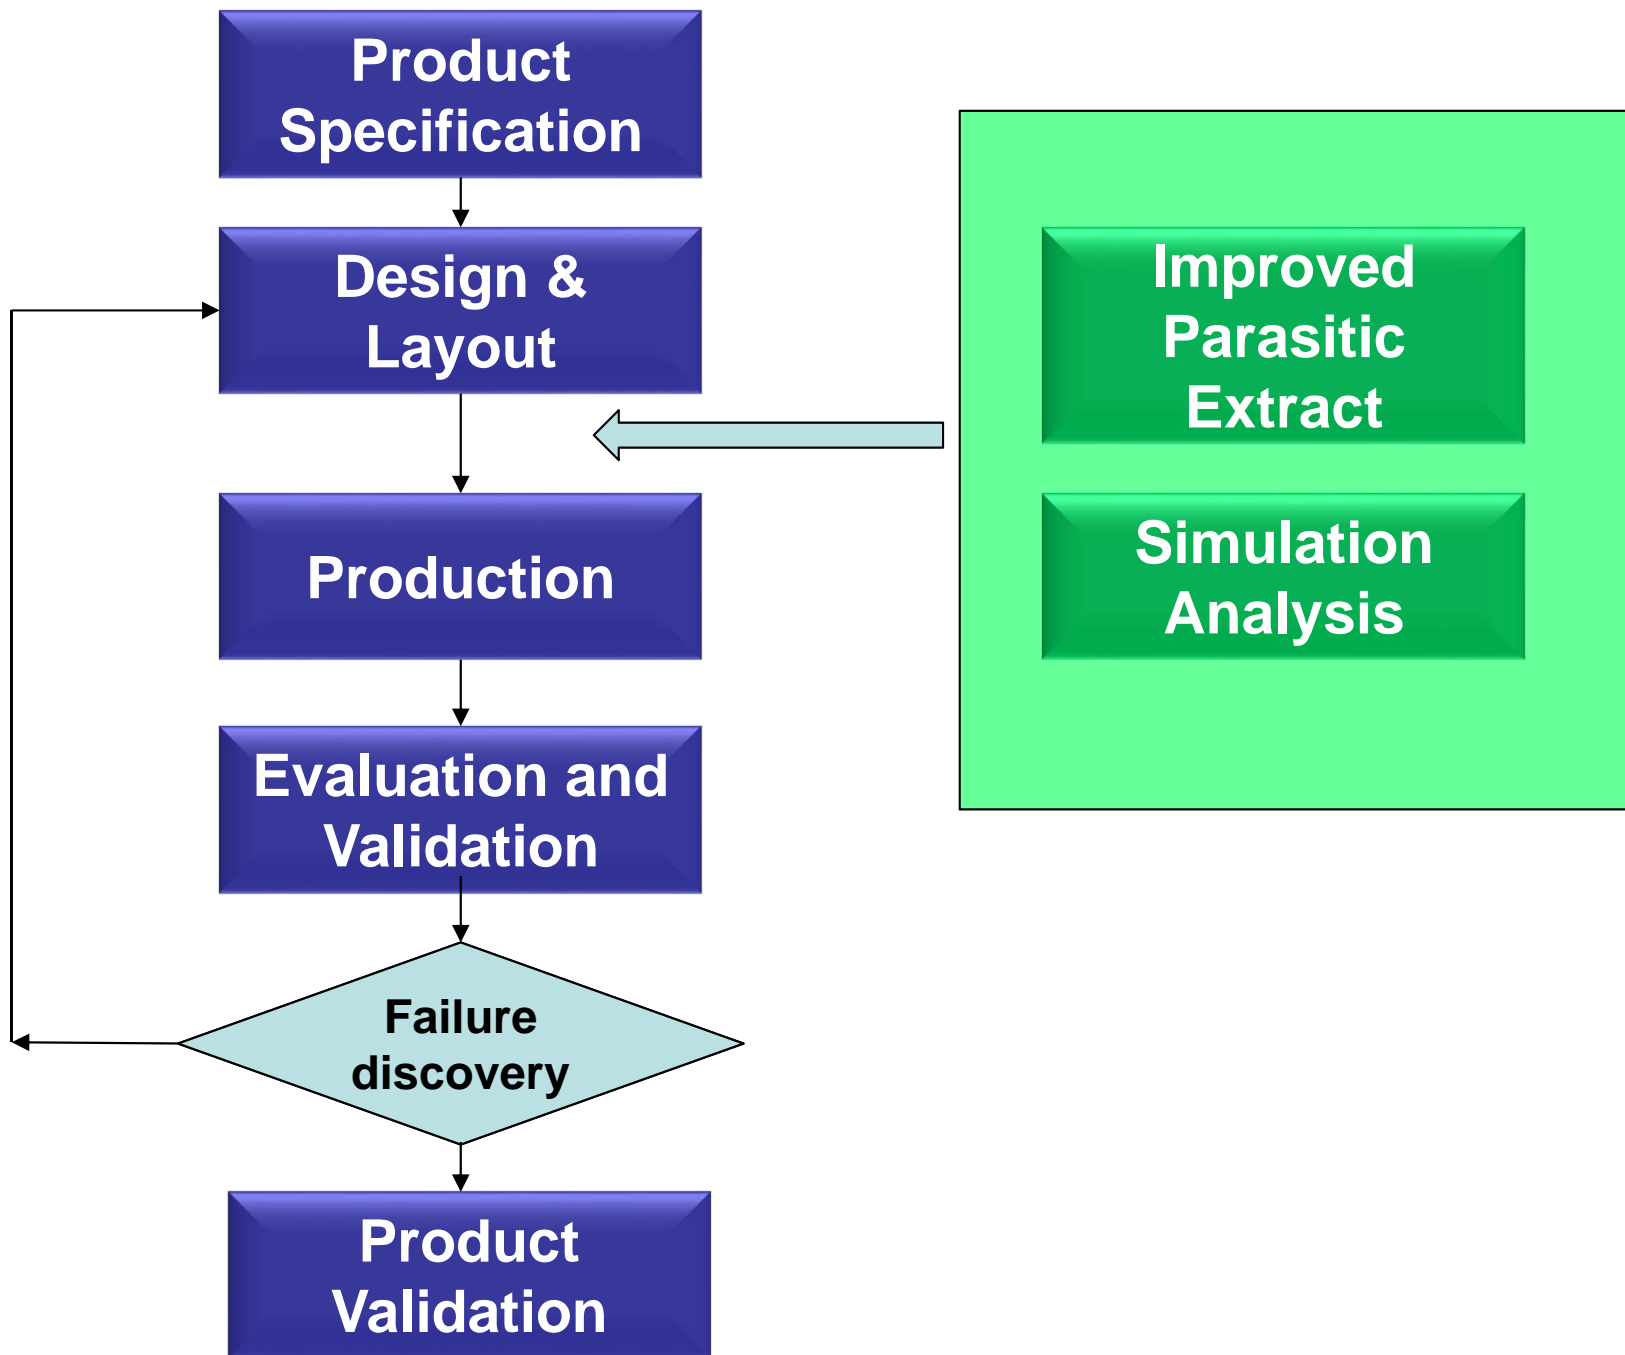 Product
Specification
Design &
Layout
Improved
Parasitic
Extract
Production
Simulation
Analysis
Evaluation and
Validation
Failure
discovery
Product
Validation